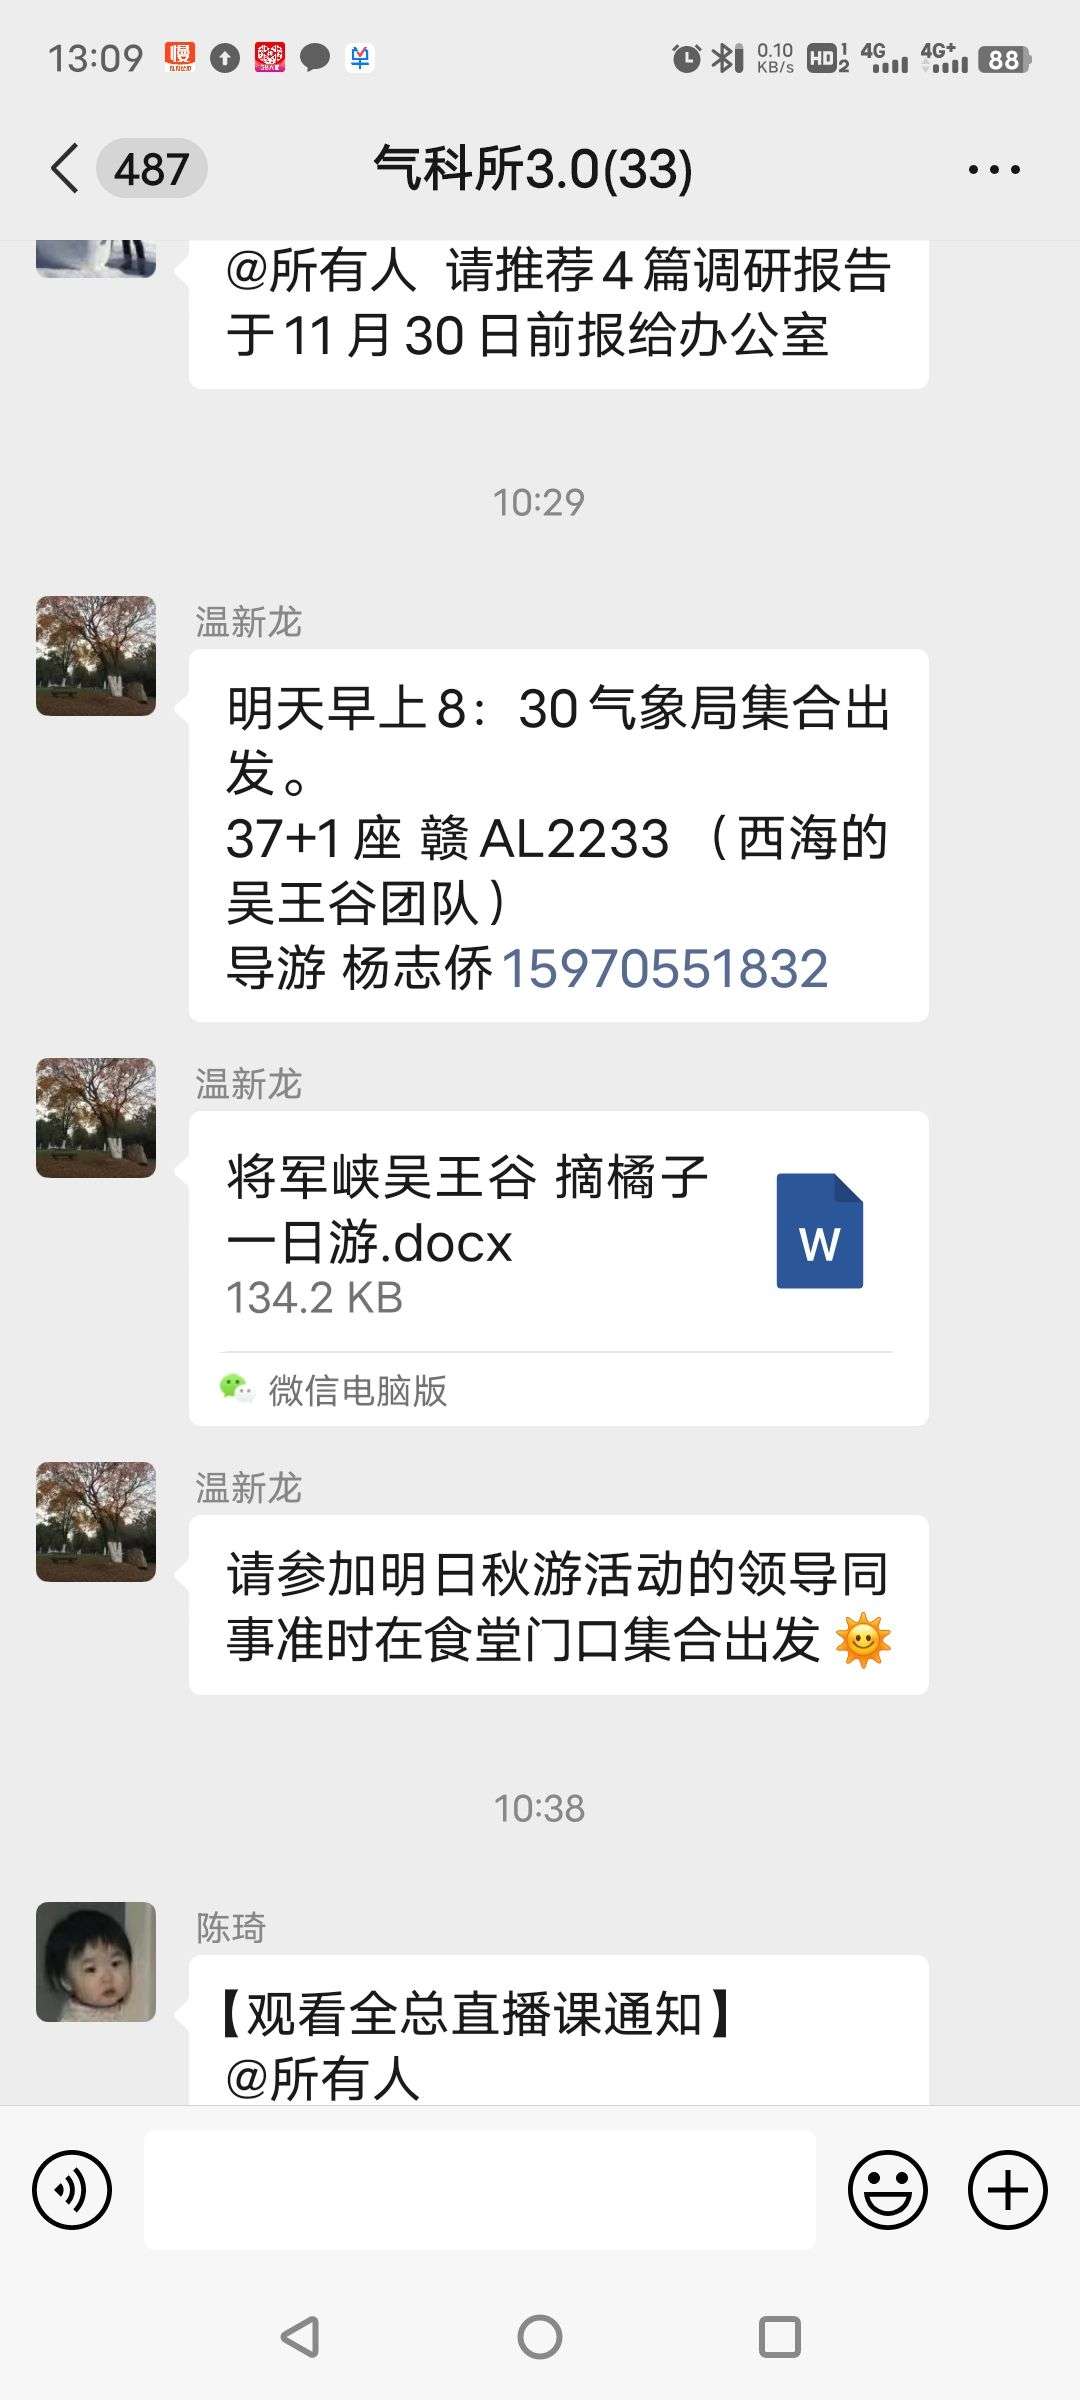 13:09
慢
0.10
KB/s
HD 1
2
4G
4G+
88
487
气科所3.0(33)
@所有人 请推荐4篇调研报告
于11月30日前报给办公室
10:29
温新龙
明天早上8：30气象局集合出
发。
37+1座 赣AL2233 （西海的
吴王谷团队）
导游 杨志侨15970551832
温新龙
将军峡吴王谷 摘橘子
一日游.docx
134.2 KB
W
微信电脑版
温新龙
请参加明日秋游活动的领导同
事准时在食堂门口集合出发
10:38
陈琦
【观看全总直播课通知】
@所有人